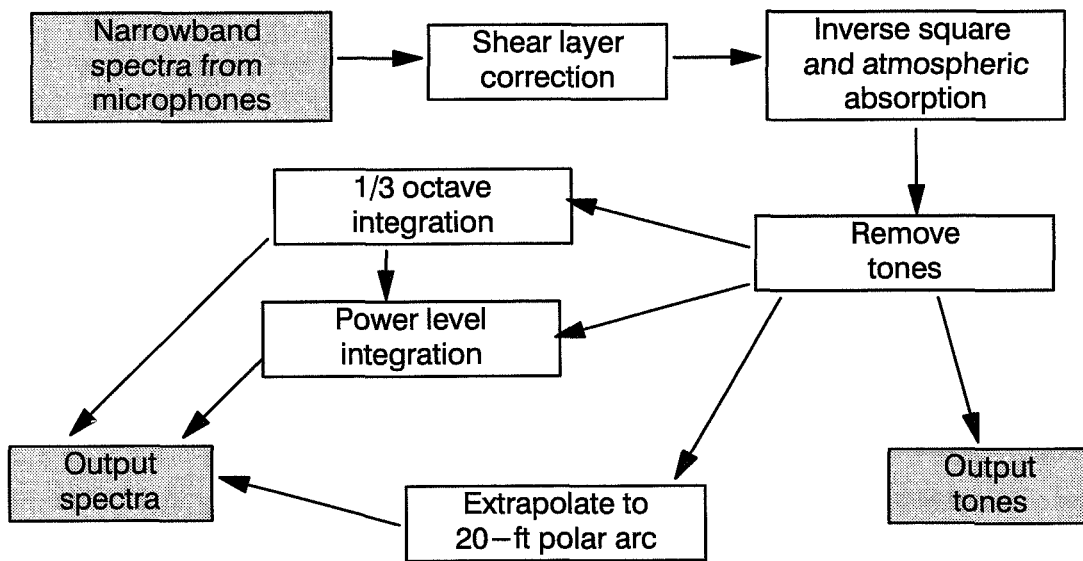 Narrowband
spectra from
microphones
Shear layer
correction
Inverse square
and atmospheric
absorption
1/3 octave
integration
Remove
tones
Power level
integration
Output
spectra
Extrapolate to
20–ft polar arc
Output
tones